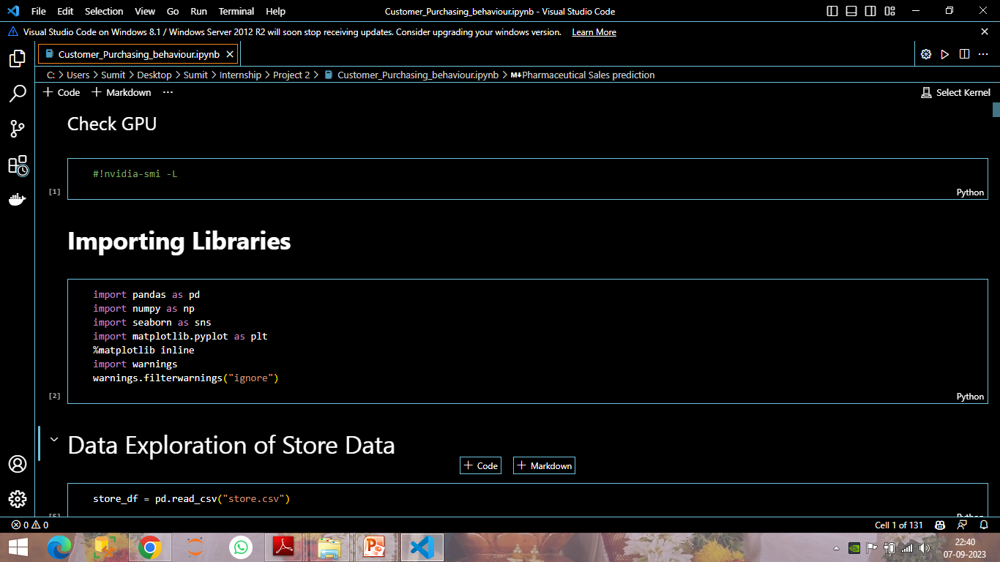 File Edit Selection View Go Run Terminal Help Customer_Purchasing_behaviour.ipynb - Visual Studio Code
Visual Studio Code on Windows 8.1 / Windows Server 2012 R2 will soon stop receiving updates. Consider upgrading your windows version. Learn More
Customer_Purchasing_behaviour.ipynb
C: > Users > Sumit > Desktop > Sumit > Internship > Project 2 > Customer_Purchasing_behaviour.ipynb > M↓Pharmaceutical Sales prediction
+ Code + Markdown ... Select Kernel
Check GPU
#!nvidia-smi -L
[1] Python
Importing Libraries
import pandas as pd
import numpy as np
import seaborn as sns
import matplotlib.pyplot as plt
%matplotlib inline
import warnings
warnings.filterwarnings("ignore")
[2] Python
Data Exploration of Store Data
+ Code + Markdown
store_df = pd.read_csv("store.csv")
Python
0 0 Cell 1 of 131
22:40
07-09-2023